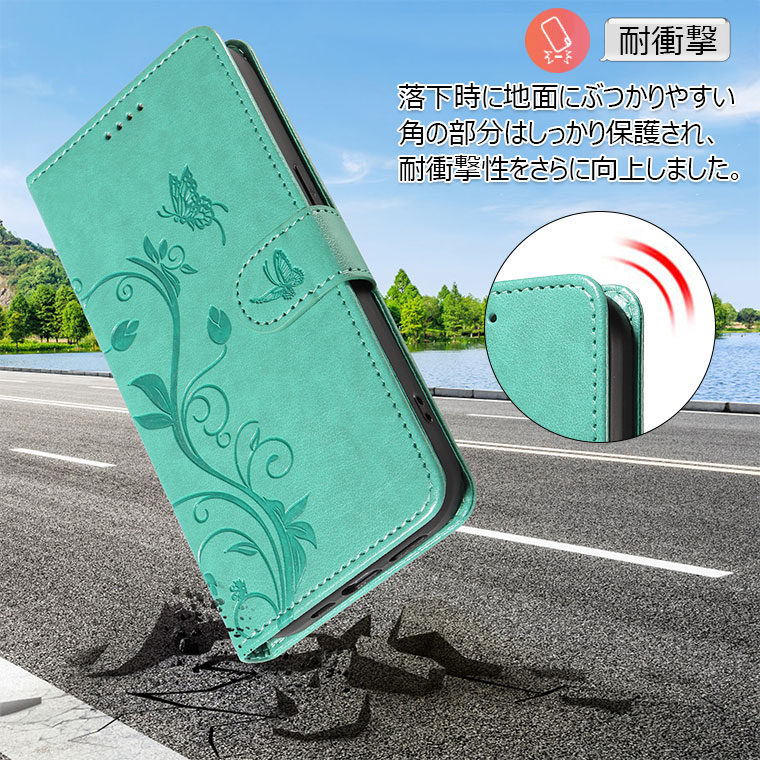 耐衝撃
落下時に地面にぶつかりやすい
角の部分はしっかり保護され、
耐衝撃性をさらに向上しました。